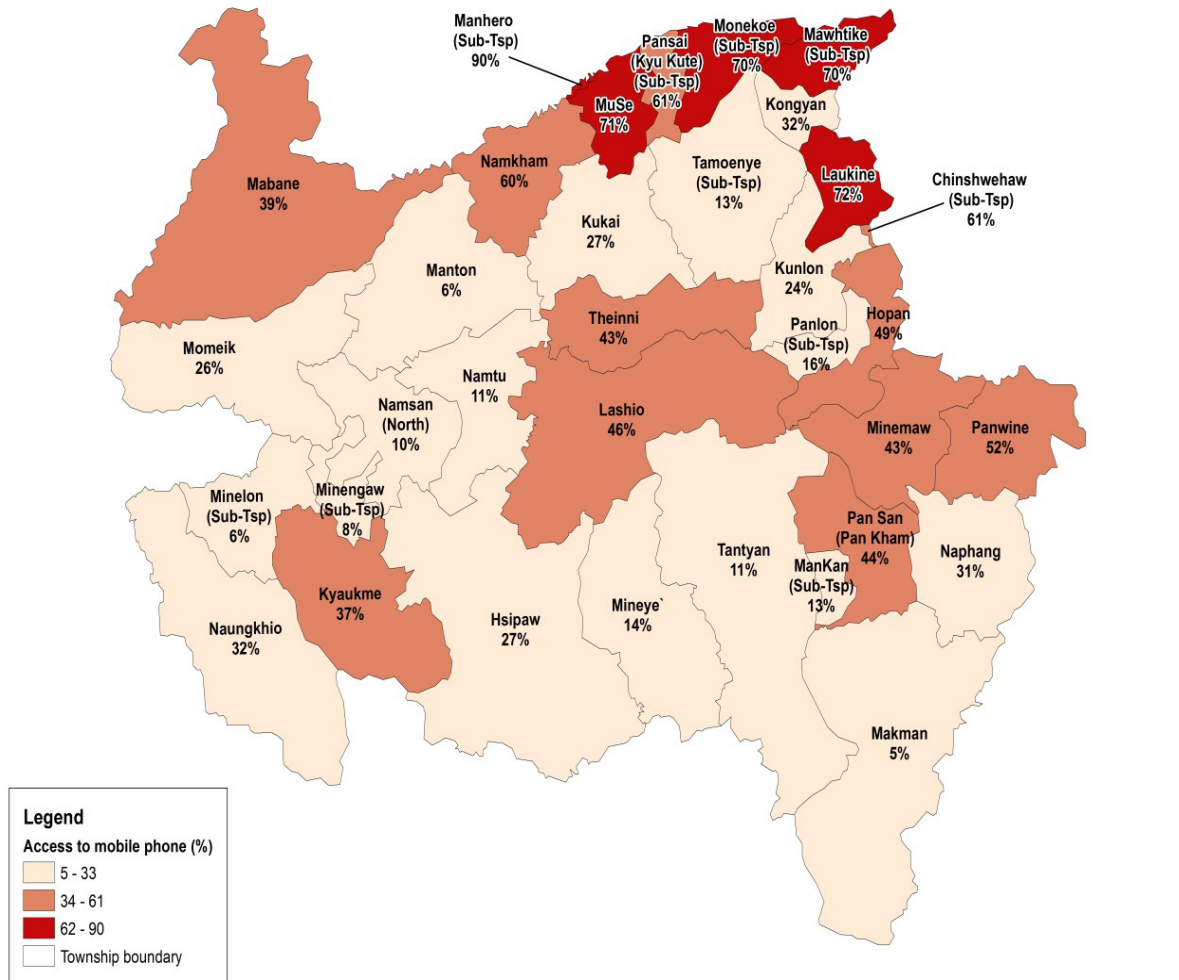 Manhero
(Sub-Tsp)
90%
Pansai
(Kyu Kute)
(Sub-Tsp)
61%
Monekoe
(Sub-Tsp)
70%
Mawhtike
(Sub-Tsp)
70%
MuSe
71%
Kongyan
32%
Namkham
60%
Tamoenye
(Sub-Tsp)
13%
Laukine
72%
Chinshwehaw
(Sub-Tsp)
61%
Mabane
39%
Kukai
27%
Manton
6%
Kunlon
24%
Theinni
43%
Hopan
49%
Panlon
(Sub-Tsp)
16%
Momeik
26%
Namtu
11%
Namsan
(North)
10%
Lashio
46%
Minemaw
43%
Panwine
52%
Minelon
(Sub-Tsp)
6%
Minengaw
(Sub-Tsp)
8%
Pan San
(Pan Kham)
44%
Tantyan
11%
ManKan
(Sub-Tsp)
13%
Naphang
31%
Kyaukme
37%
Mineye`
14%
Hsipaw
27%
Naungkhio
32%
Makman
5%
Legend
Access to mobile phone (%)
5 - 33
34 - 61
62 - 90
Township boundary